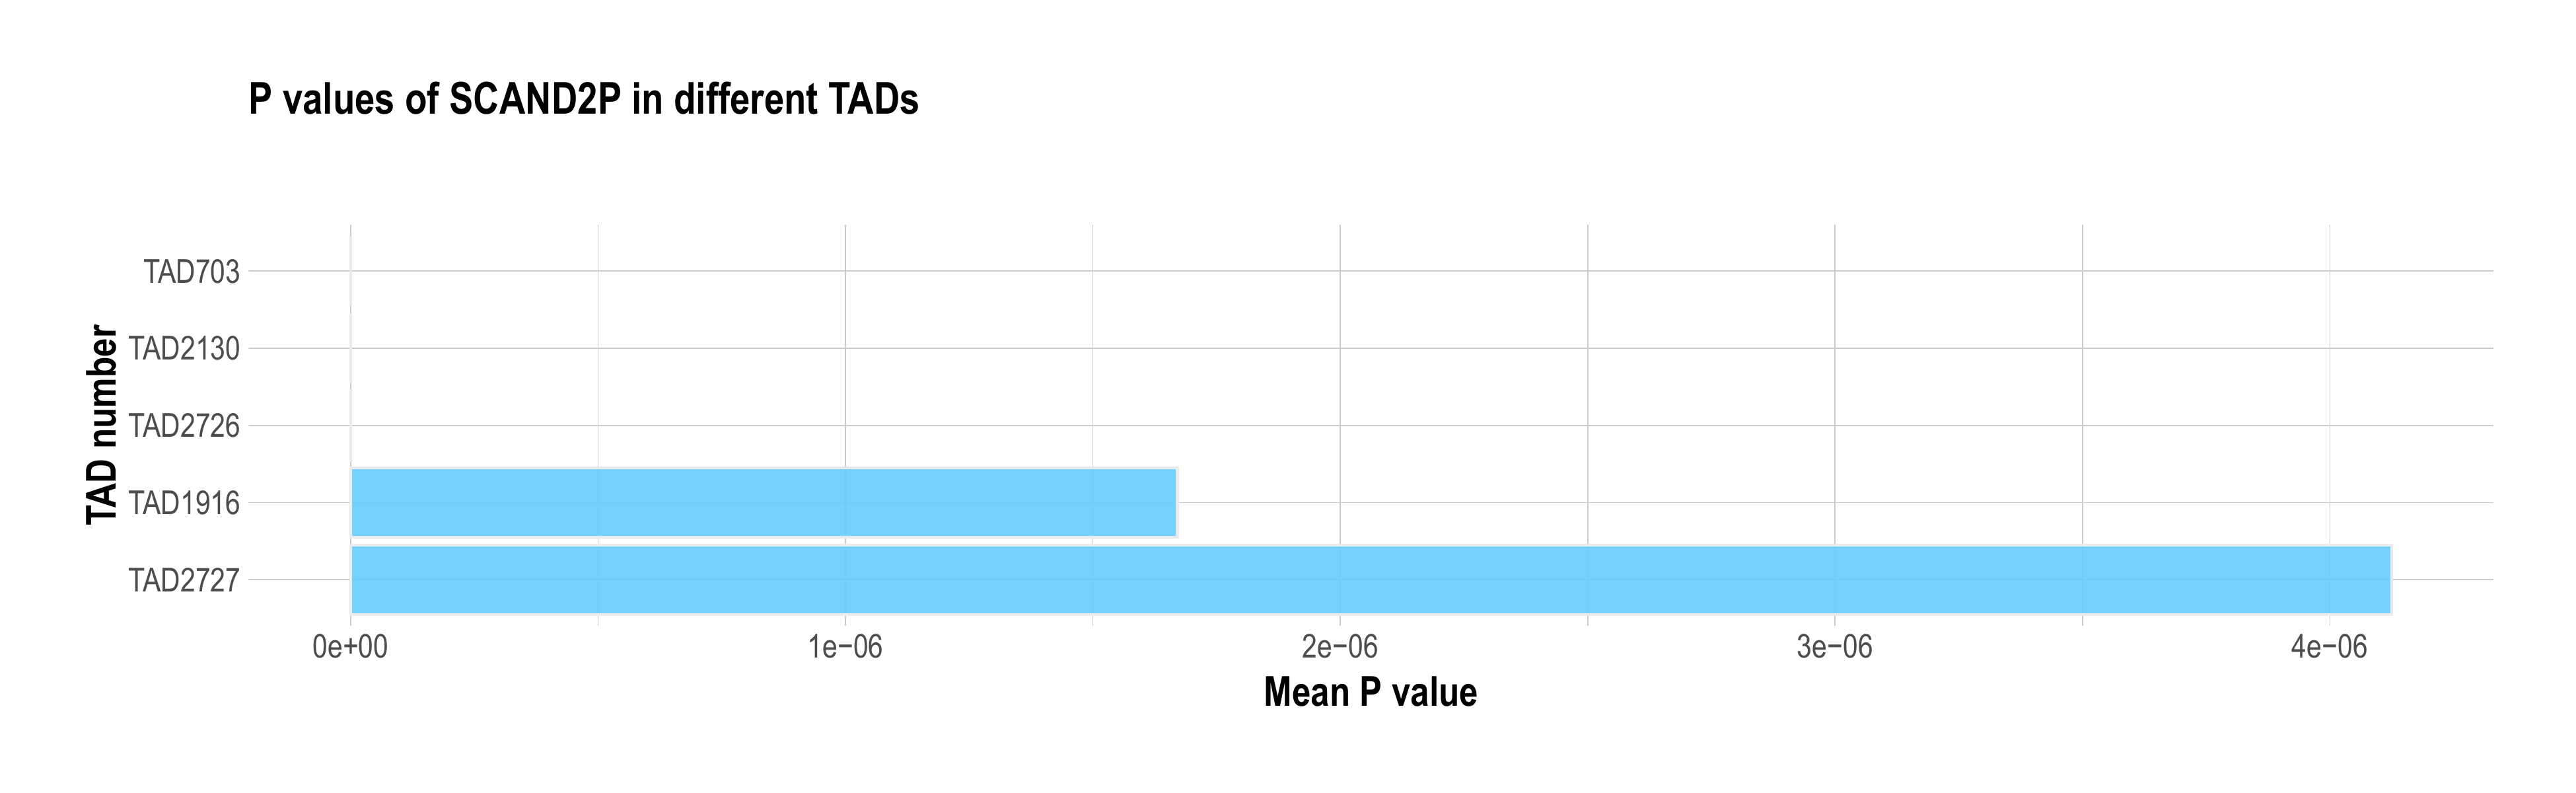 P values of SCAND2P in different TADs
TAD number
TAD703
TAD2130
TAD2726
TAD1916
TAD2727
0e+00 1e−06 2e−06 3e−06 4e−06
Mean P value